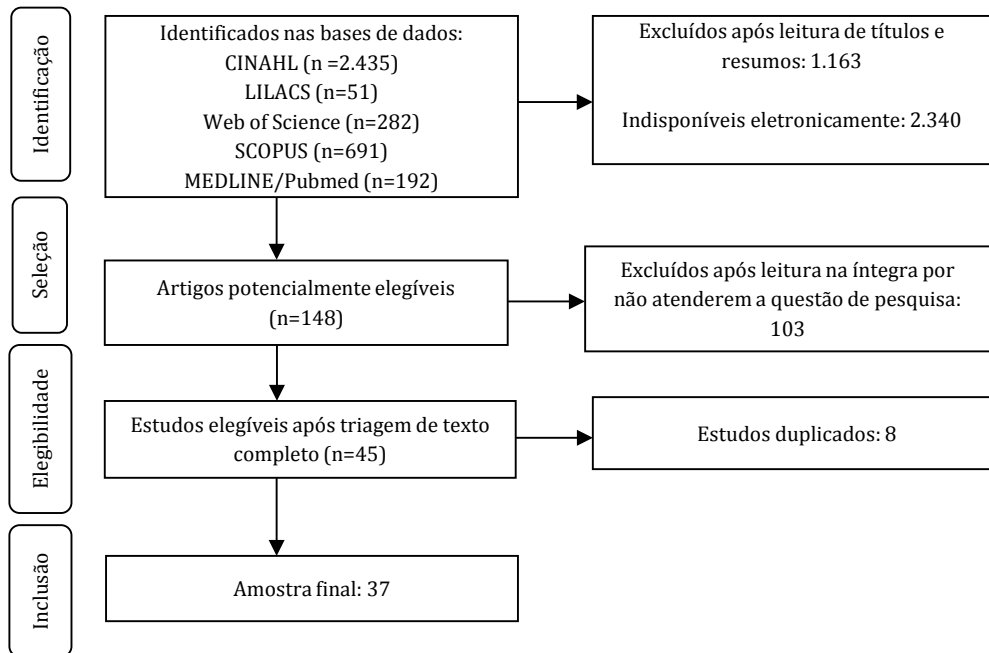 Identificação
Identificados nas bases de dados:
CINAHL (n =2.435)
LILACS (n=51)
Web of Science (n=282)
SCOPUS (n=691)
MEDLINE/Pubmed (n=192)
Excluídos após leitura de títulos e
resumos: 1.163
Indisponíveis eletronicamente: 2.340
Seleção
Artigos potencialmente elegíveis
(n=148)
Excluídos após leitura na íntegra por
não atenderem a questão de pesquisa:
103
Elegibilidade
Estudos elegíveis após triagem de texto
completo (n=45)
Estudos duplicados: 8
Inclusão
Amostra final: 37